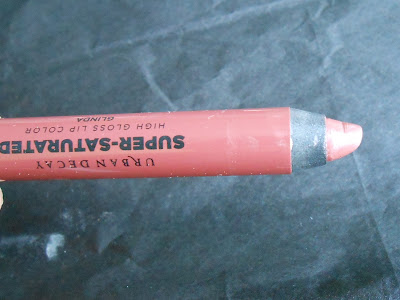 URBAN DECAY
SUPER-SATURATED
HIGH GLOSS LIP COLOR
GLINDA